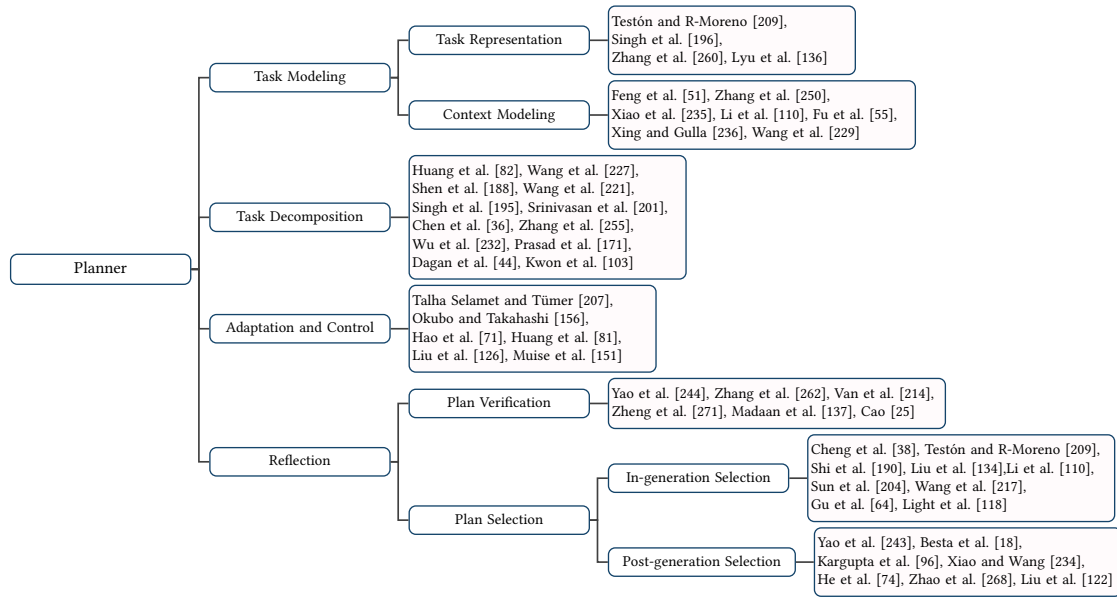 Planner
Task Modeling
Task Representation
Testón and R-Moreno [209],
Singh et al. [196],
Zhang et al. [260], Lyu et al. [136]
Context Modeling
Feng et al. [51], Zhang et al. [250],
Xiao et al. [235], Li et al. [110], Fu et al. [55],
Xing and Gulla [236], Wang et al. [229]
Task Decomposition
Huang et al. [82], Wang et al. [227],
Shen et al. [188], Wang et al. [221],
Singh et al. [195], Srinivasan et al. [201],
Chen et al. [36], Zhang et al. [255],
Wu et al. [232], Prasad et al. [171],
Dagan et al. [44], Kwon et al. [103]
Adaptation and Control
Talha Selamet and Tümer [207],
Okubo and Takahashi [156],
Hao et al. [71], Huang et al. [81],
Liu et al. [126], Muise et al. [151]
Reflection
Plan Verification
Yao et al. [244], Zhang et al. [262], Van et al. [214],
Zheng et al. [271], Madaan et al. [137], Cao [25]
Plan Selection
In-generation Selection
Cheng et al. [38], Testón and R-Moreno [209],
Shi et al. [190], Liu et al. [134],Li et al. [110],
Sun et al. [204], Wang et al. [217],
Gu et al. [64], Light et al. [118]
Post-generation Selection
Yao et al. [243], Besta et al. [18],
Kargupta et al. [96], Xiao and Wang [234],
He et al. [74], Zhao et al. [268], Liu et al. [122]